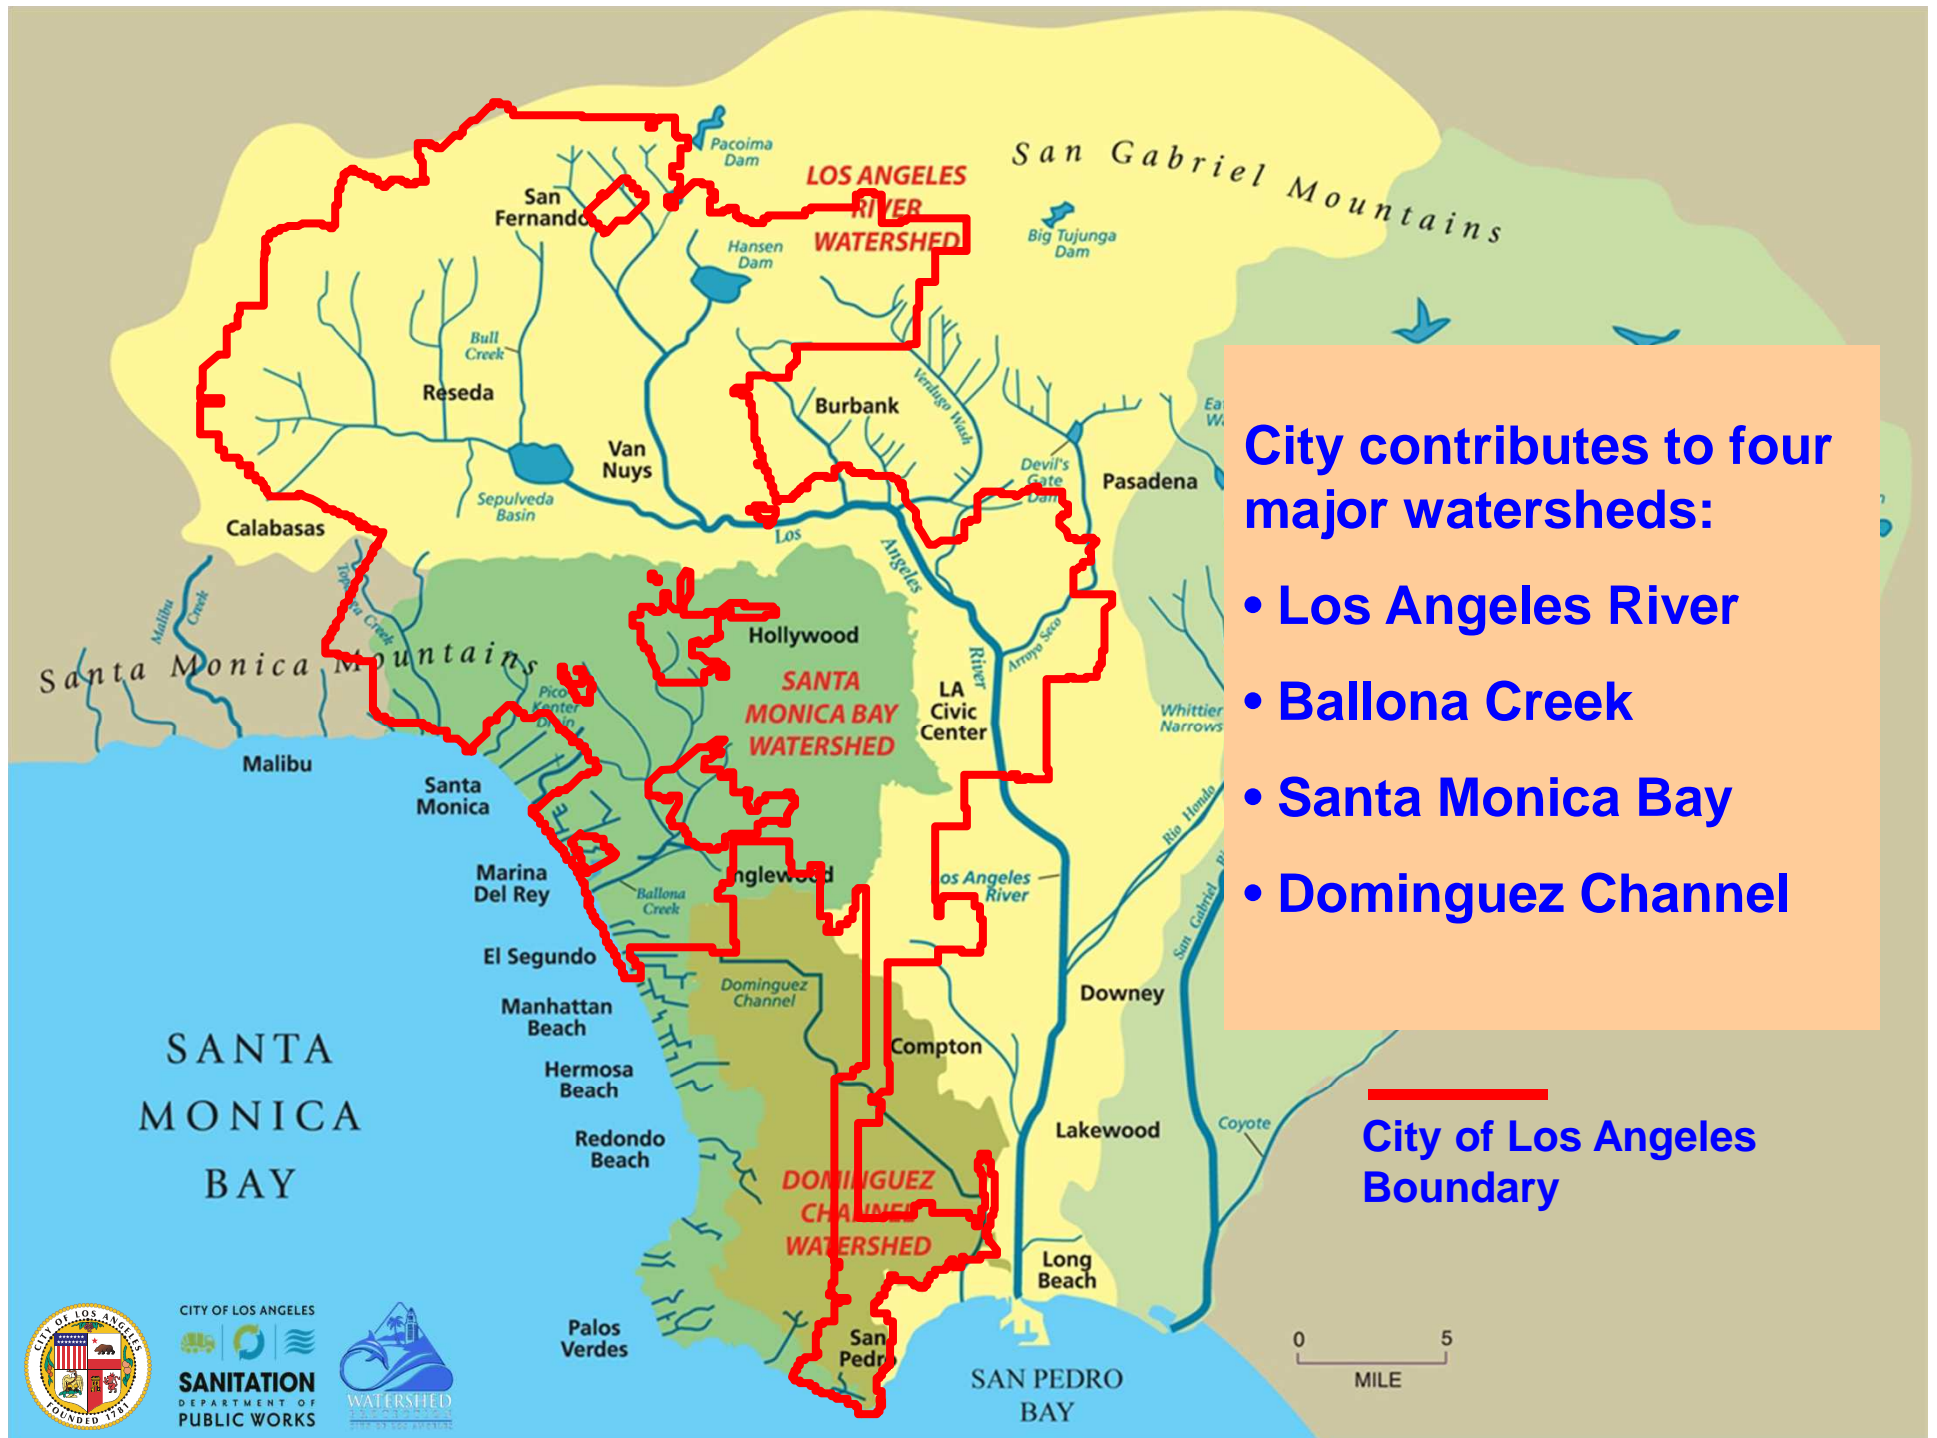 San Gabriel Mountains
Pacoima
Dam
LOS ANGELES
RIVER
WATERSHED
San
Fernando
Hansen
Dam
Big Tujunga
Dam
Bull
Creek
Reseda
Burbank
Verdugo Wash
Van
Nuys
Devil's
Gate
Dam
Pasadena
Sepulveda
Basin
Calabasas
Los
Angeles
River
Malibu
Creek
Topanga Creek
Santa Monica Mountains
Hollywood
Arroyo Seco
SANTA
MONICA BAY
WATERSHED
LA
Civic
Center
Pico
Kenter
Drain
Whittier
Narrows
Malibu
Santa
Monica
Rio Hondo
Marina
Del Rey
Ballona
Creek
Inglewood
Los Angeles
River
San Gabriel
El Segundo
Dominguez
Channel
Downey
Manhattan
Beach
Compton
Hermosa
Beach
Redondo
Beach
Lakewood
Coyote
DOMINGUEZ
CHANNEL
WATERSHED
Long
Beach
Palos
Verdes
San
Pedro
SANTA
MONICA
BAY
SAN PEDRO
BAY
City contributes to four
major watersheds:
• Los Angeles River
• Ballona Creek
• Santa Monica Bay
• Dominguez Channel
City of Los Angeles
Boundary
0 5
MILE
CITY OF LOS ANGELES
FOUNDED 1781
CITY OF LOS ANGELES
SANITATION
DEPARTMENT OF
PUBLIC WORKS
WATERSHED
PROTECTION